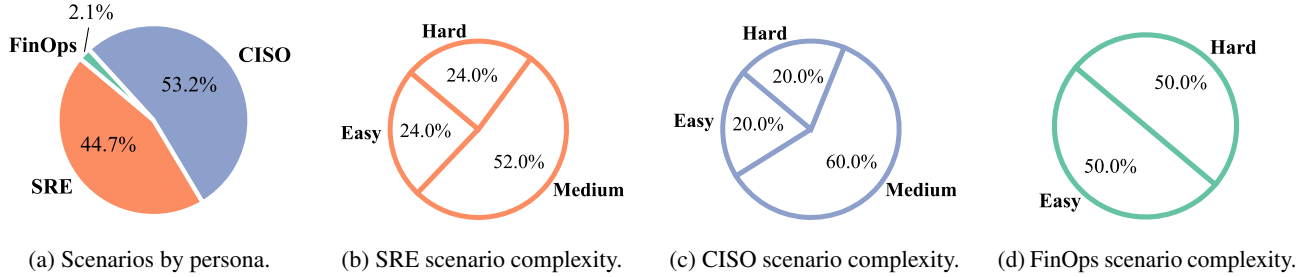 2.1%
FinOps
CISO
53.2%
44.7%
SRE
(a) Scenarios by persona.
Hard
24.0%
Easy
24.0%
52.0%
Medium
(b) SRE scenario complexity.
Hard
20.0%
Easy
20.0%
60.0%
Medium
(c) CISO scenario complexity.
Hard
50.0%
50.0%
Easy
(d) FinOps scenario complexity.